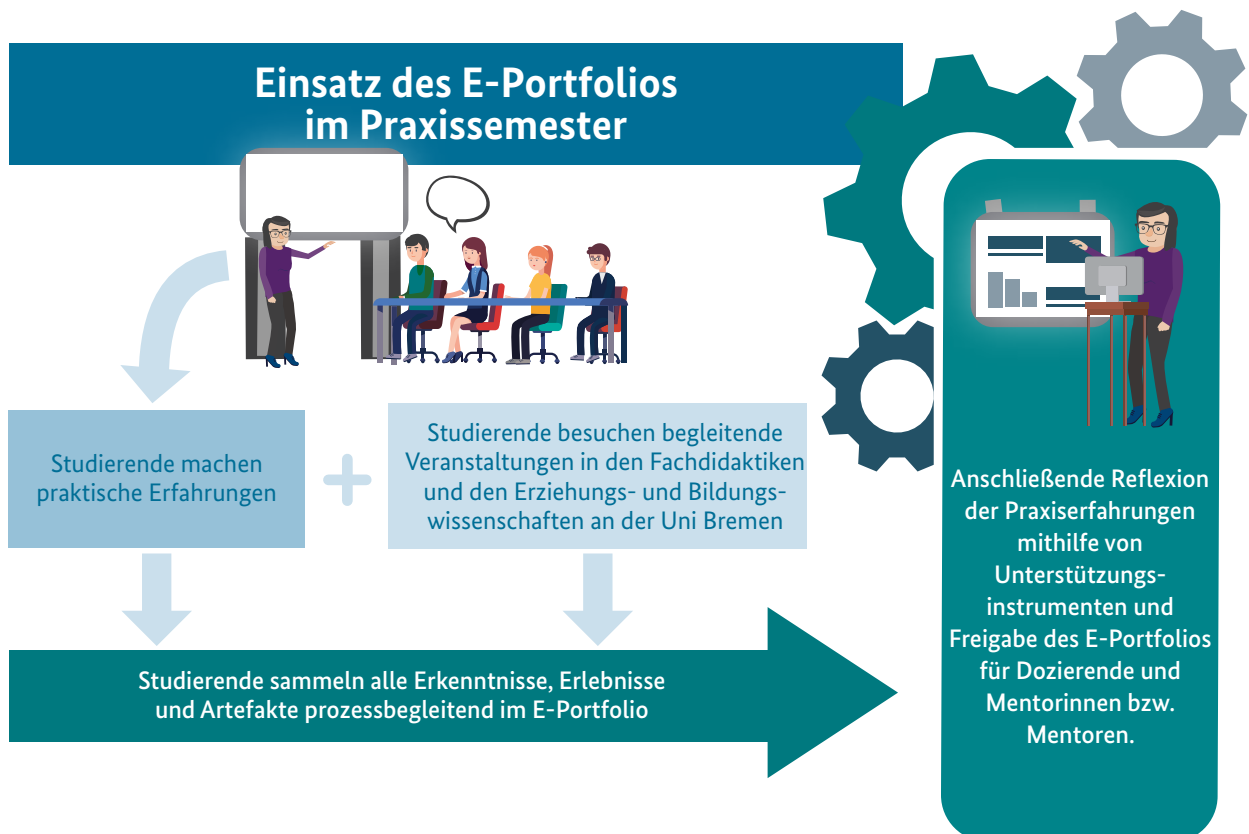 Einsatz des E-Portfolios
im Praxissemester
Studierende machen
praktische Erfahrungen
Studierende besuchen begleitende
Veranstaltungen in den Fachdidaktiken
und den Erziehungs- und Bildungs-
wissenschaften an der Uni Bremen
Studierende sammeln alle Erkenntnisse, Erlebnisse
und Artefakte prozessbegleitend im E-Portfolio
Anschließende Reflexion
der Praxiserfahrungen
mithilfe von
Unterstützungs-
instrumenten und
Freigabe des E-Portfolios
für Dozierende und
Mentorinnen bzw.
Mentoren.